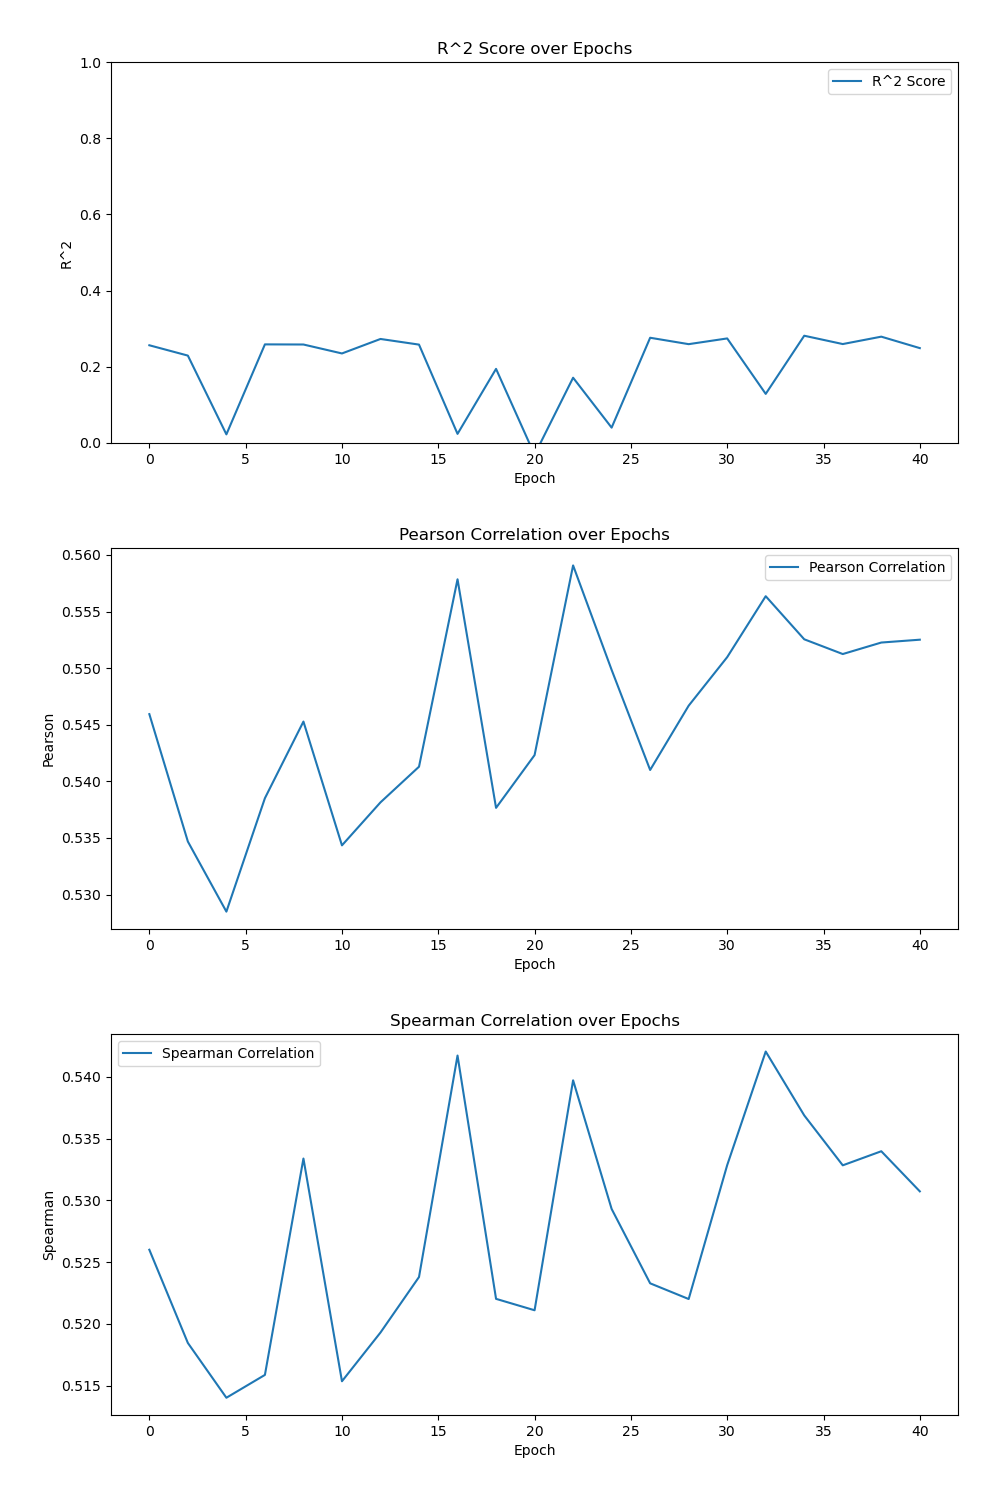 R^2 Score over Epochs
1.0
R^2 Score
0.8
0.6
R^2
0.4
0.2
0.0
0 5 10 15 20 25 30 35 40
Epoch
Pearson Correlation over Epochs
0.560
Pearson Correlation
0.555
0.550
0.545
Pearson
0.540
0.535
0.530
0 5 10 15 20 25 30 35 40
Epoch
Spearman Correlation over Epochs
Spearman Correlation
0.540
0.535
0.530
Spearman
0.525
0.520
0.515
0 5 10 15 20 25 30 35 40
Epoch